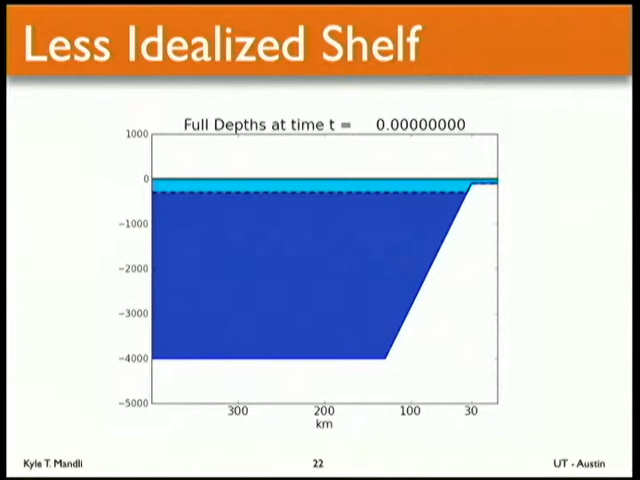 Less Idealized Shelf
Full Depths at time t = 0.00000000
1000
0
−1000
−2000
−3000
−4000
−5000
300 200 100 30
km
Kyle T. Mandli 22 UT - Austin